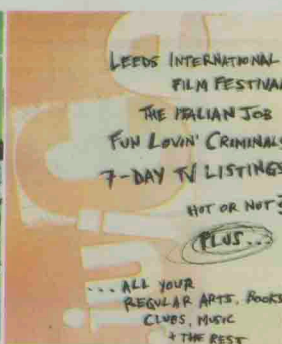 LEEDS INTERNATIONAL
FILM FESTIVAL
THE ITALIAN JOB
FUN LOVIN' CRIMINALS
7-DAY TV LISTINGS
HOT OR NOT?
PLUS...
... ALL YOUR
REGULAR ARTS, BOOKS
CLUBS, MUSIC
+ THE REST